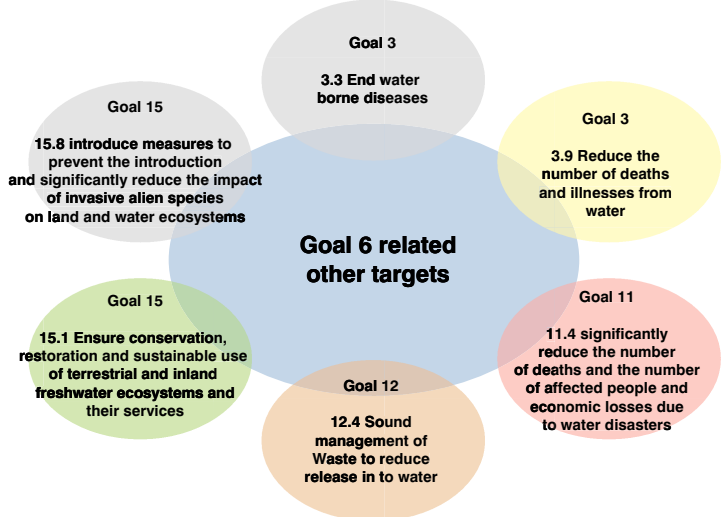 Goal 3
3.3 End water
borne diseases
Goal 3
3.9 Reduce the
number of deaths
and illnesses from
water
Goal 11
11.4 significantly
reduce the number
of deaths and the number
of affected people and
economic losses due
to water disasters
Goal 12
12.4 Sound
management of
Waste to reduce
release in to water
Goal 15
15.1 Ensure conservation,
restoration and sustainable use
of terrestrial and inland
freshwater ecosystems and
their services
Goal 15
15.8 introduce measures to
prevent the introduction
and significantly reduce the impact
of invasive alien species
on land and water ecosystems
Goal 6 related
other targets